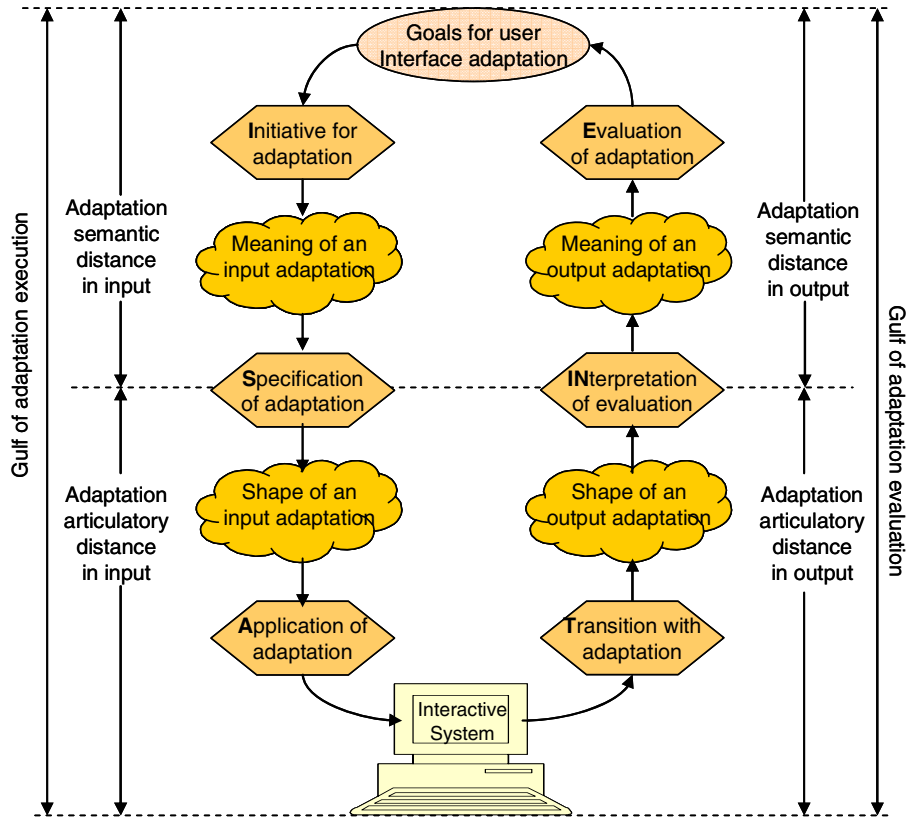 Goals for user
Interface adaptation
Initiative for
adaptation
Evaluation
of adaptation
Adaptation
semantic
distance
in input
Meaning of an
input adaptation
Meaning of an
output adaptation
Adaptation
semantic
distance
in output
Gulf of adaptation execution
Gulf of adaptation evaluation
Specification
of adaptation
INterpretation
of evaluation
Adaptation
articulatory
distance
in input
Shape of an
input adaptation
Shape of an
output adaptation
Adaptation
articulatory
distance
in output
Application of
adaptation
Transition with
adaptation
Interactive
System